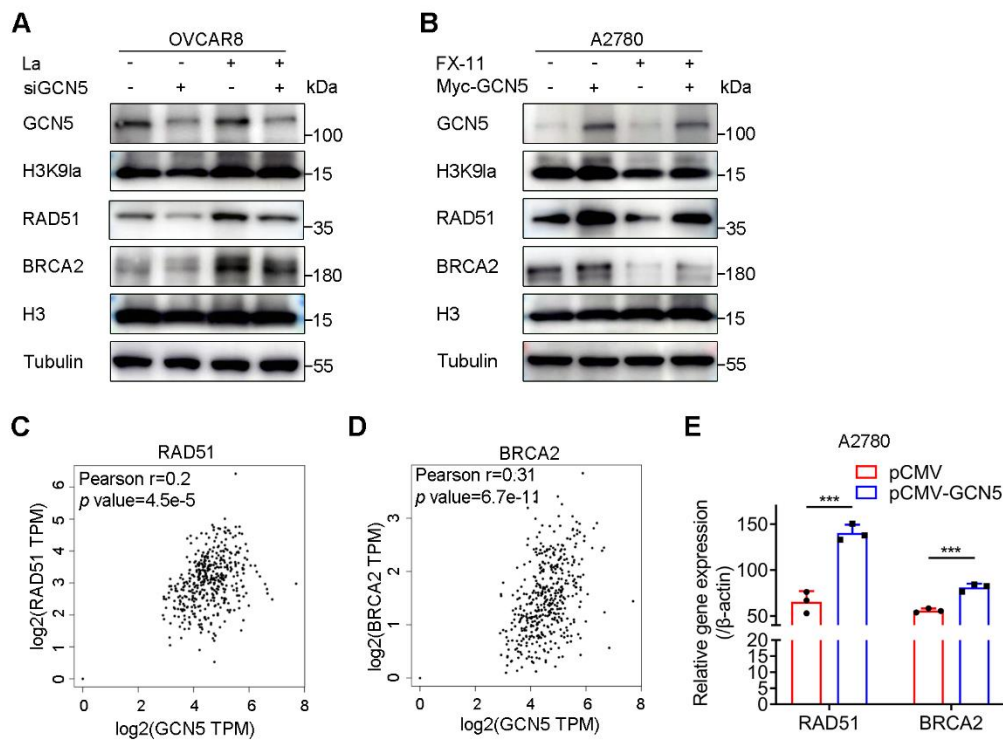 A
OVCAR8
La - - + +
siGCN5 - + - + kDa
GCN5 100
H3K9la 15
RAD51 35
BRCA2 180
H3 15
Tubulin 55
B
A2780
FX-11 - - + +
Myc-GCN5 - + - + kDa
GCN5 100
H3K9la 15
RAD51 35
BRCA2 180
H3 15
Tubulin 55
C
RAD51
Pearson r=0.2
p value=4.5e-5
log2(RAD51 TPM)
6
5
4
3
2
1
0
0 2 4 6 8
log2(GCN5 TPM)
D
BRCA2
Pearson r=0.31
p value=6.7e-11
log2(BRCA2 TPM)
3
2
1
0
0 2 4 6 8
log2(GCN5 TPM)
E
A2780
pCMV
pCMV-GCN5
*** ***
Relative gene expression
(/β-actin)
150
100
50
20
15
10
5
0
RAD51 BRCA2